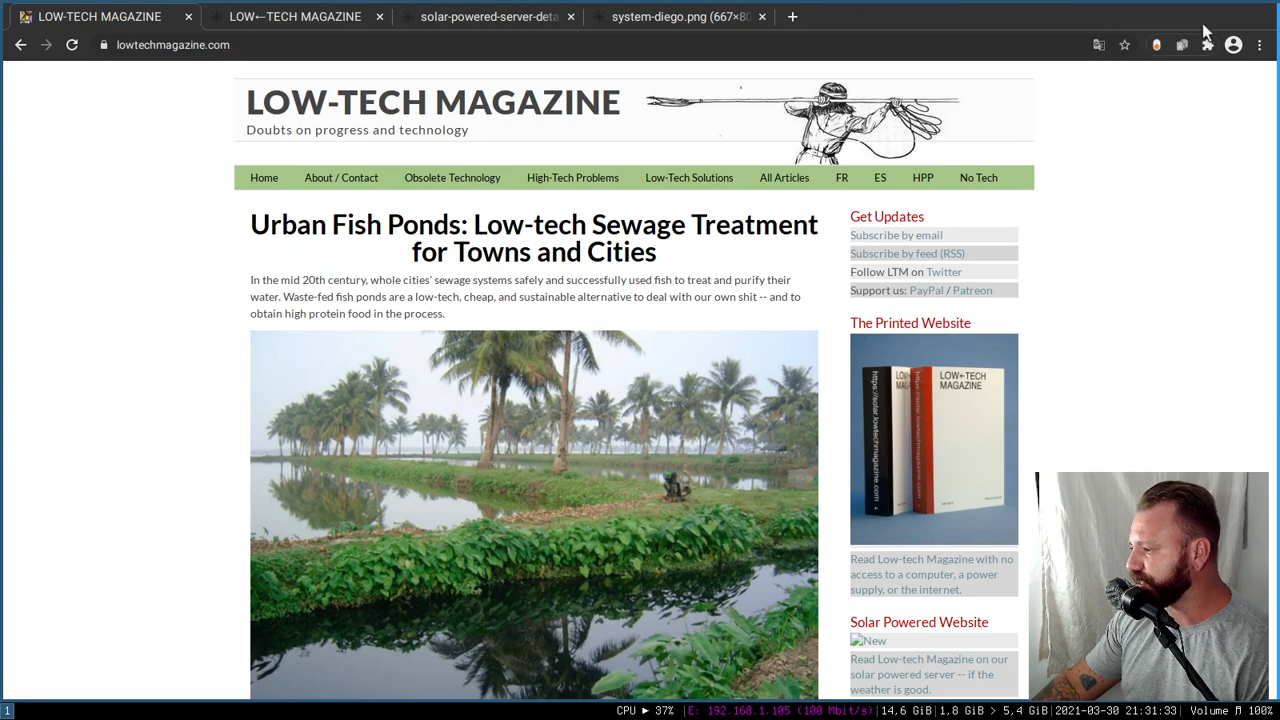 LOW-TECH MAGAZINE
LOW←TECH MAGAZINE
solar-powered-server-deta
system-diego.png (667×80
lowtechmagazine.com
LOW-TECH MAGAZINE
Doubts on progress and technology
Home About / Contact Obsolete Technology High-Tech Problems Low-Tech Solutions All Articles FR ES HPP No Tech
Urban Fish Ponds: Low-tech Sewage Treatment
for Towns and Cities
In the mid 20th century, whole cities' sewage systems safely and successfully used fish to treat and purify their
water. Waste-fed fish ponds are a low-tech, cheap, and sustainable alternative to deal with our own shit -- and to
obtain high protein food in the process.
Get Updates
Subscribe by email
Subscribe by feed (RSS)
Follow LTM on Twitter
Support us: PayPal / Patreon
The Printed Website
https://solar.lowtechmagazine.com
LOW←TECH
MAGAZINE
Read Low-tech Magazine with no
access to a computer, a power
supply, or the internet.
Solar Powered Website
New
Read Low-tech Magazine on our
solar powered server -- if the
weather is good.
1 CPU ► 37% |E: 192.168.1.105 (100 Mbit/s)|14,6 GiB|1,8 GiB > 5,4 GiB|2021-03-30 21:31:33|Volume ♬ 100%